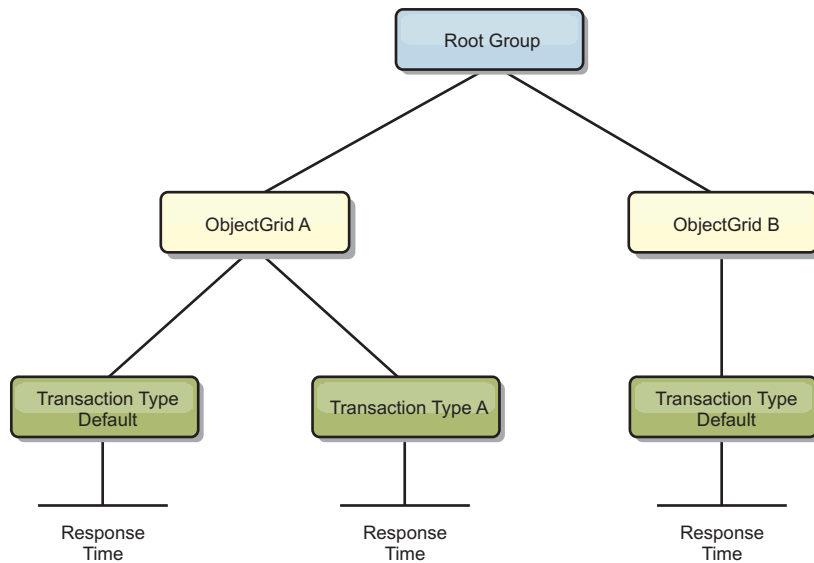 Root Group
ObjectGrid A
ObjectGrid B
Transaction Type
Default
Transaction Type A
Transaction Type
Default
Response
Time
Response
Time
Response
Time